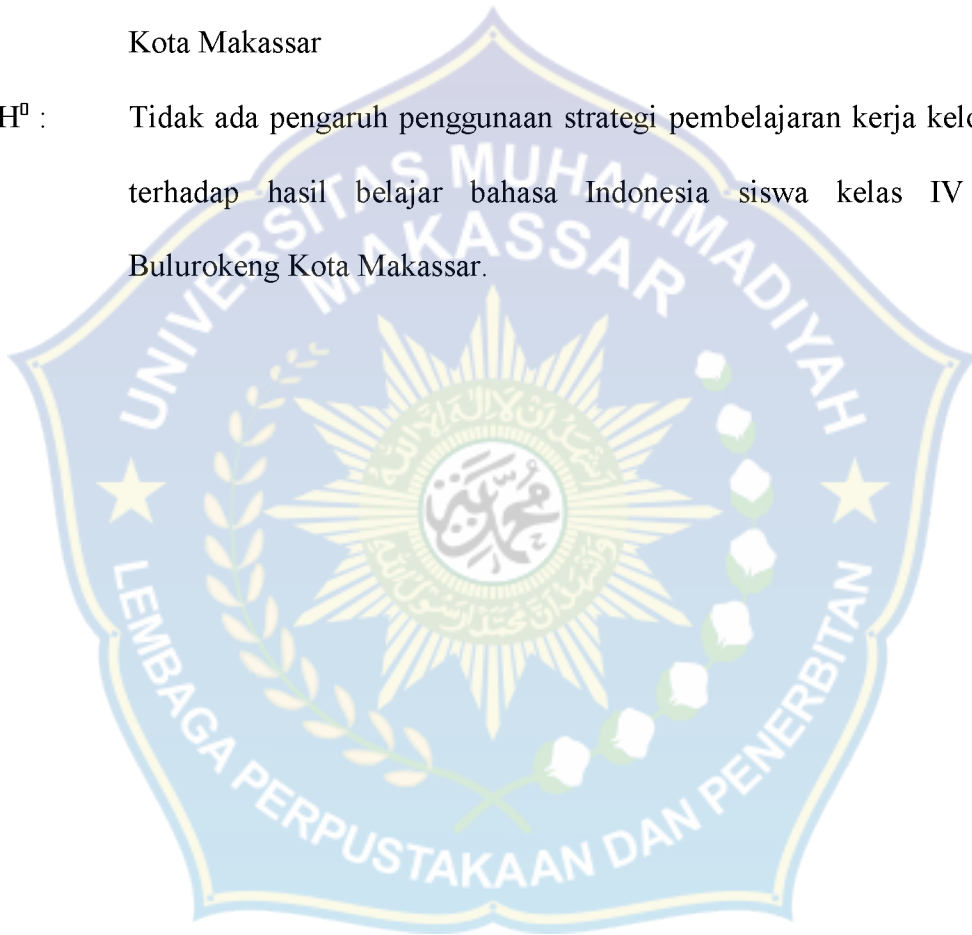 Kota Makassar
H⁰ : Tidak ada pengaruh penggunaan strategi pembelajaran kerja
terhadap hasil belajar bahasa Indonesia siswa kelas IV
Bulurokeng Kota Makassar.
UNIVERSITAS MUHAMMADIYAH
MAKASSAR
LEMBAGA PERPUSTAKAAN DAN PENERBITAN